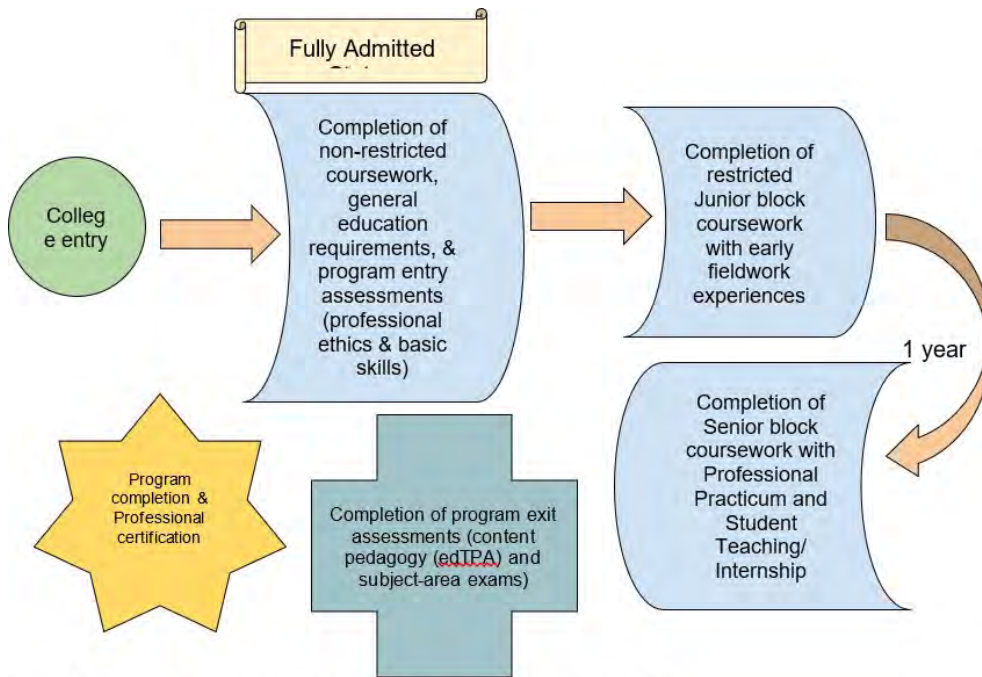 Fully Admitted
Colleg
e entry
Completion of
non-restricted
coursework,
general
education
requirements, &
program entry
assessments
(professional
ethics & basic
skills)
Completion of
restricted
Junior block
coursework
with early
fieldwork
experiences
1 year
Completion of
Senior block
coursework with
Professional
Practicum and
Student
Teaching/
Internship
Completion of program exit
assessments (content
pedagogy (edTPA) and
subject-area exams)
Program
completion &
Professional
certification